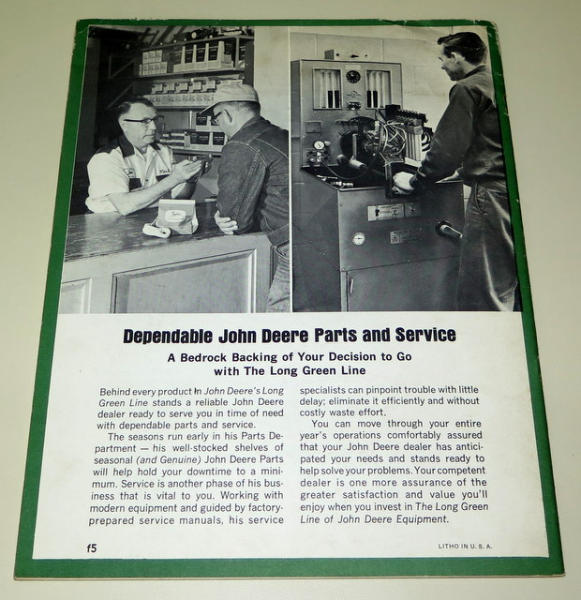 Dependable John Deere Parts and Service
A Bedrock Backing of Your Decision to Go
with The Long Green Line
Behind every product in John Deere's Long
Green Line stands a reliable John Deere
dealer ready to serve you in time of need
with dependable parts and service.
The seasons run early in his Parts De-
partment — his well-stocked shelves of
seasonal (and Genuine) John Deere Parts
will help hold your downtime to a mini-
mum. Service is another phase of his bus-
iness that is vital to you. Working with
modern equipment and guided by factory-
prepared service manuals, his service
specialists can pinpoint trouble with little
delay; eliminate it efficiently and without
costly waste effort.
You can move through your entire
year's operations comfortably assured
that your John Deere dealer has antici-
pated your needs and stands ready to
help solve your problems. Your competent
dealer is one more assurance of the
greater satisfaction and value you'll
enjoy when you invest in The Long Green
Line of John Deere Equipment.
f5
LITHO IN U. S. A.